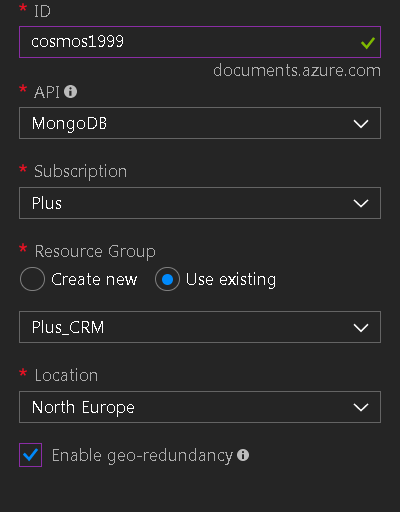 * ID
cosmos1999
documents.azure.com
* API
MongoDB
* Subscription
Plus
* Resource Group
Create new Use existing
Plus_CRM
* Location
North Europe
Enable geo-redundancy